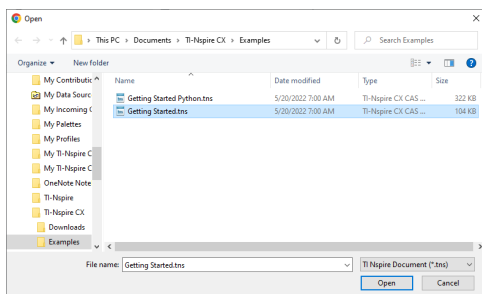 Open
This PC > Documents > TI-Nspire CX > Examples
Search Examples
Organize New folder
My Contributic
My Data Sourc
My Incoming C
My Palettes
My Profiles
My TI-Nspire C
My TI-Nspire C
OneNote Note
TI-Nspire
TI-Nspire CX
Downloads
Examples
Name Date modified Type Size
Getting Started Python.tns 5/20/2022 7:00 AM TI-Nspire CX CAS ... 322 KB
Getting Started.tns 5/20/2022 7:00 AM TI-Nspire CX CAS ... 104 KB
File name: Getting Started.tns TI Nspire Document (*.tns)
Open Cancel